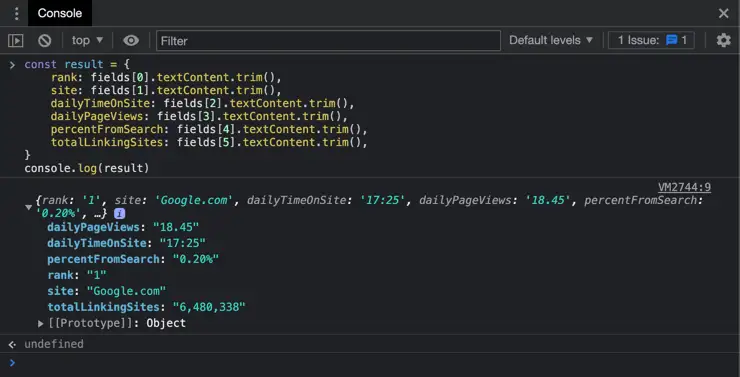 Console
top
Filter
Default levels
1 Issue: 1
> const result = {
rank: fields[0].textContent.trim(),
site: fields[1].textContent.trim(),
dailyTimeOnSite: fields[2].textContent.trim(),
dailyPageViews: fields[3].textContent.trim(),
percentFromSearch: fields[4].textContent.trim(),
totalLinkingSites: fields[5].textContent.trim(),
}
console.log(result)
VM2744:9
{rank: '1', site: 'Google.com', dailyTimeOnSite: '17:25', dailyPageViews: '18.45', percentFromSearch:
'0.20%', …} i
dailyPageViews: "18.45"
dailyTimeOnSite: "17:25"
percentFromSearch: "0.20%"
rank: "1"
site: "Google.com"
totalLinkingSites: "6,480,338"
[[Prototype]]: Object
undefined
>